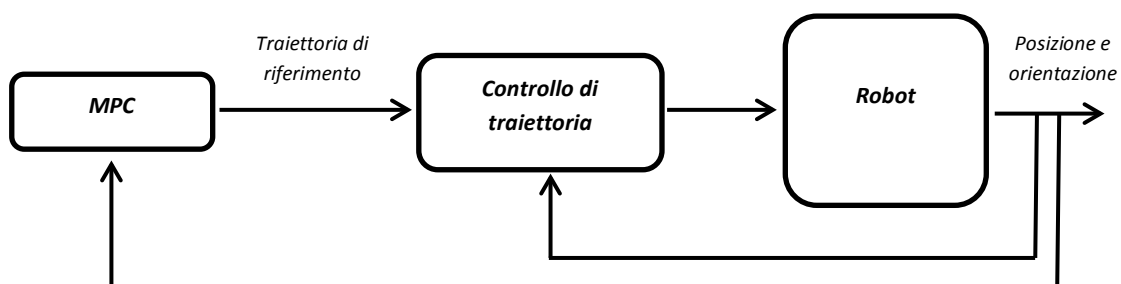 MPC
Traiettoria di
riferimento
Controllo di
traiettoria
Robot
Posizione e
orientazione